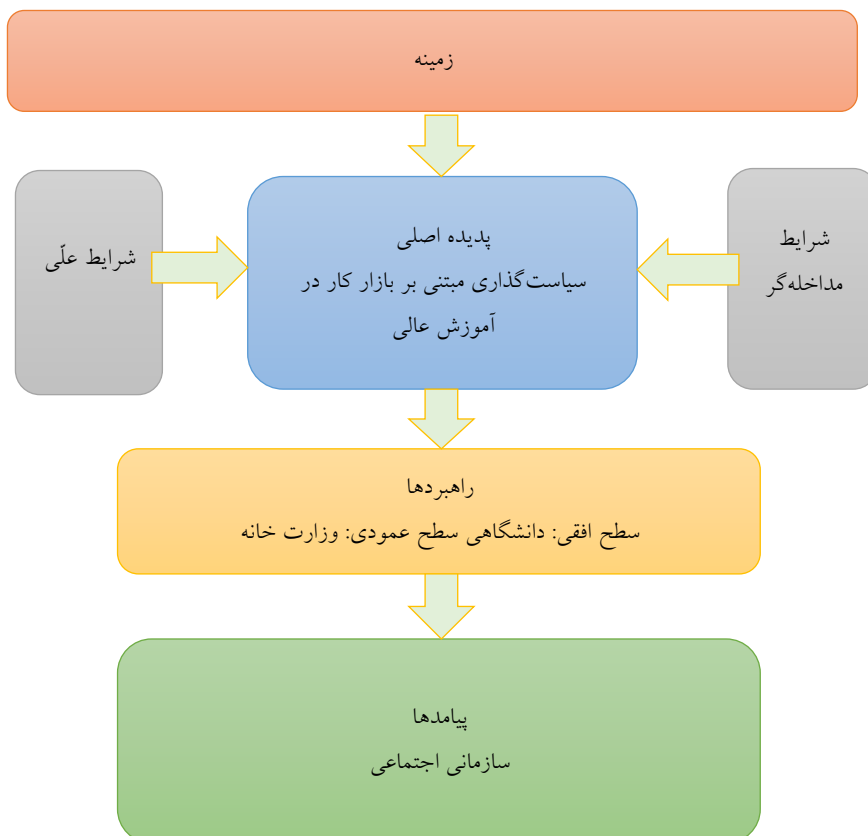 زمینه
شرایط علّی
پدیده اصلی
سیاست‌گذاری مبتنی بر بازار کار در
آموزش عالی
شرایط
مداخله‌گر
راهبردها
سطح افقی: دانشگاهی سطح عمودی: وزارت خانه
پیامدها
سازمانی اجتماعی